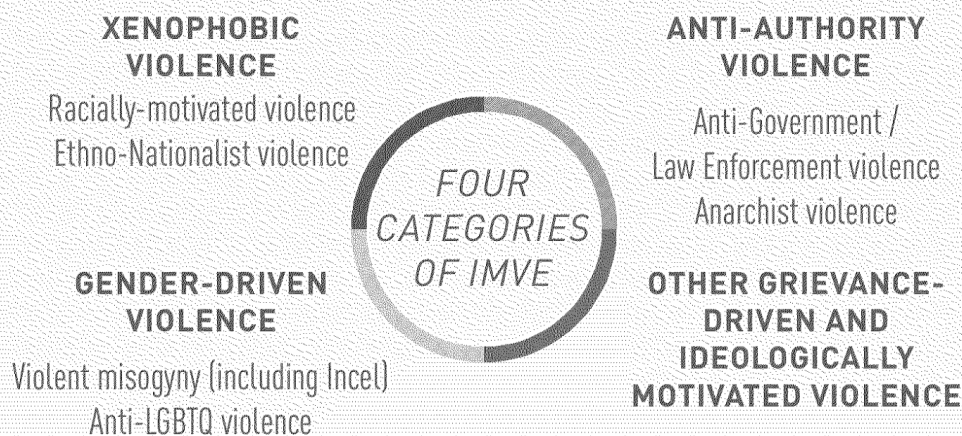 XENOPHOBIC
VIOLENCE
Racially-motivated violence
Ethno-Nationalist violence
ANTI-AUTHORITY
VIOLENCE
Anti-Government /
Law Enforcement violence
Anarchist violence
FOUR
CATEGORIES
OF IMVE
GENDER-DRIVEN
VIOLENCE
Violent misogyny (including Incel)
Anti-LGBTQ violence
OTHER GRIEVANCE-
DRIVEN AND
IDEOLOGICALLY
MOTIVATED VIOLENCE